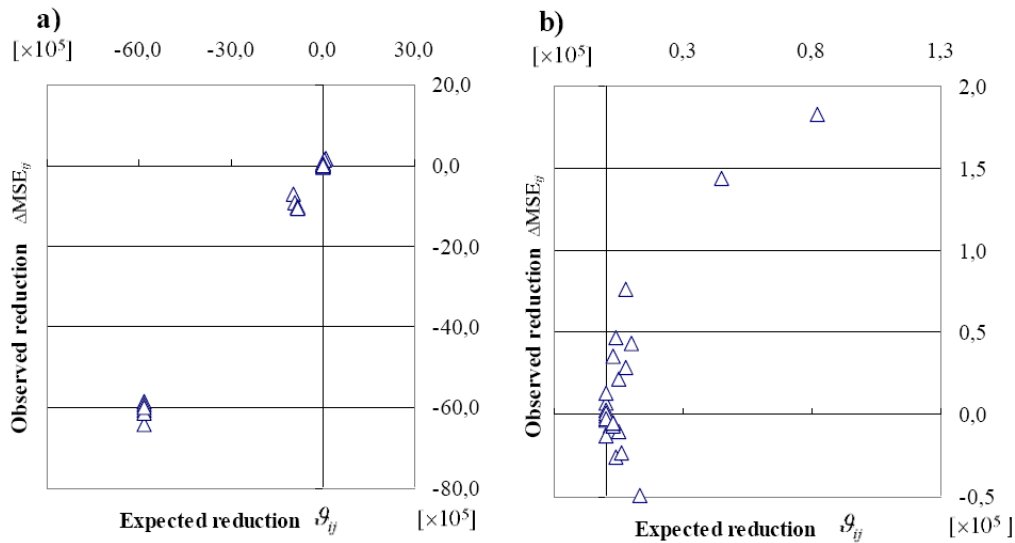 a)
[×10⁵] -60,0 -30,0 0,0 30,0
20,0
0,0
-20,0
-40,0
-60,0
-80,0
Observed reduction ΔMSEᵢⱼ
Expected reduction 𝜗ᵢⱼ [×10⁵]
b)
[×10⁵] 0,3 0,8 1,3
2,0
1,5
1,0
0,5
0,0
-0,5
Observed reduction ΔMSEᵢⱼ
Expected reduction 𝜗ᵢⱼ [×10⁵ ]